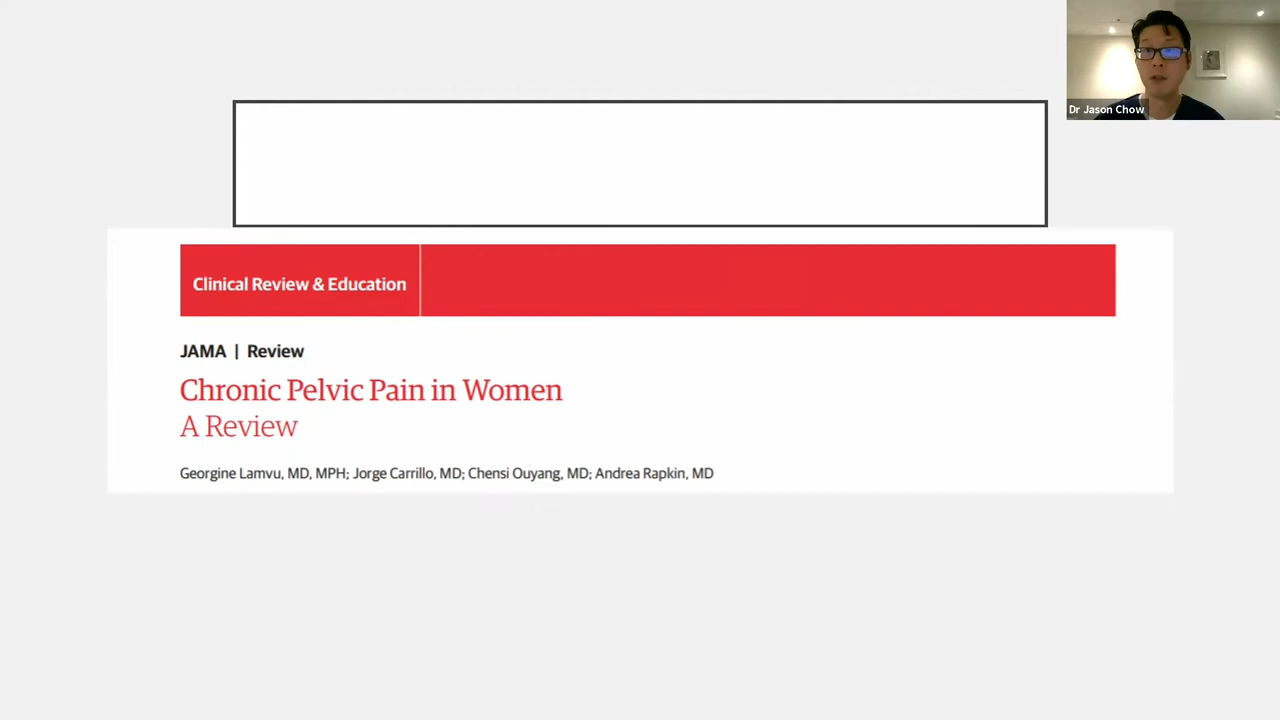 Dr Jason Chow
Clinical Review & Education
JAMA | Review
Chronic Pelvic Pain in Women
A Review
Georgine Lamvu, MD, MPH; Jorge Carrillo, MD; Chensi Ouyang, MD; Andrea Rapkin, MD